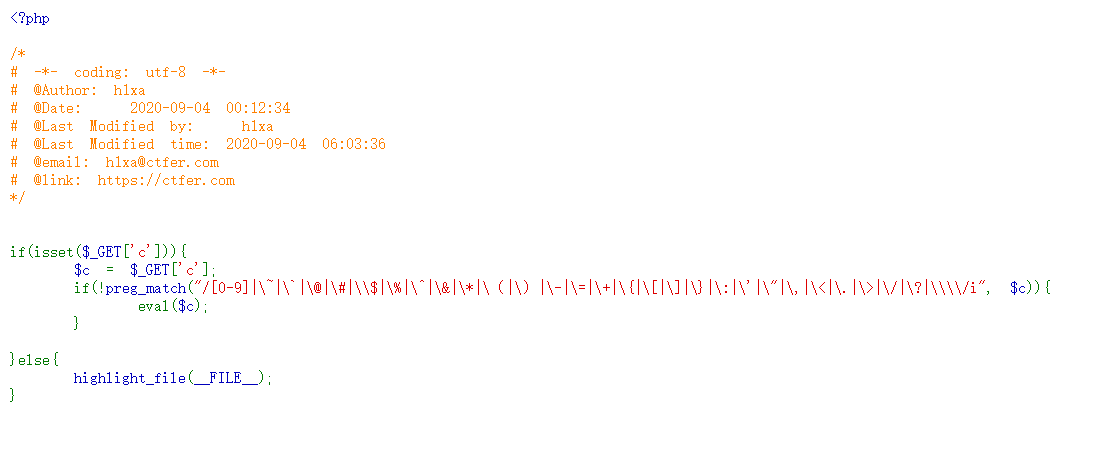 <?php
/*
# -*- coding: utf-8 -*-
# @Author: h1xa
# @Date:   2020-09-04 00:12:34
# @Last Modified by:   h1xa
# @Last Modified time: 2020-09-04 06:03:36
# @email: h1xa@ctfer.com
# @link: https://ctfer.com
*/
if(isset($_GET['c'])){
$c = $_GET['c'];
if(!preg_match("/[0-9]|\~|\`|\@|\#|\\$|\%|\^|\&|\*|\（|\）|\-|\=|\+|\{|\[|\]|\}|\:|\'|\"|\,|\<|\.|\>|\/|\?|\\\\/i", $c)){
eval($c);
}
}else{
highlight_file(__FILE__);
}